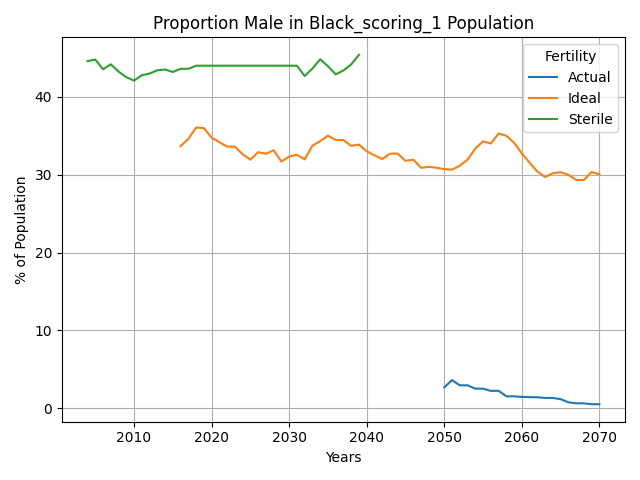 Proportion Male in Black_scoring_1 Population
Fertility
Actual
Ideal
Sterile
% of Population
40
30
20
10
0
2010 2020 2030 2040 2050 2060 2070
Years